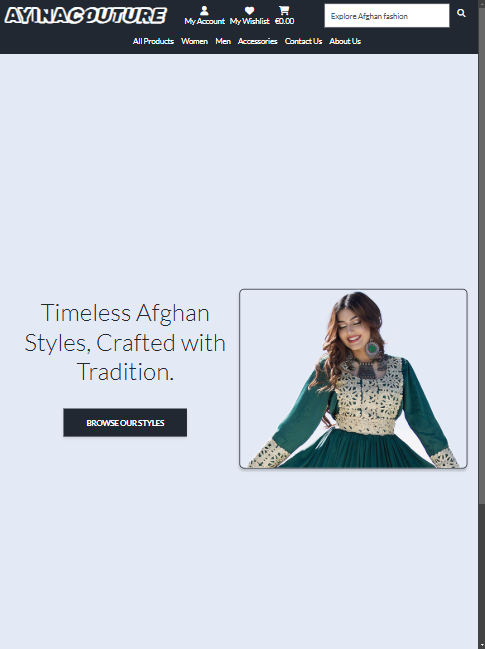 AYINACOUTURE
My Account My Wishlist €0.00
Explore Afghan fashion
All Products Women Men Accessories Contact Us About Us
Timeless Afghan
Styles, Crafted with
Tradition.
BROWSE OUR STYLES